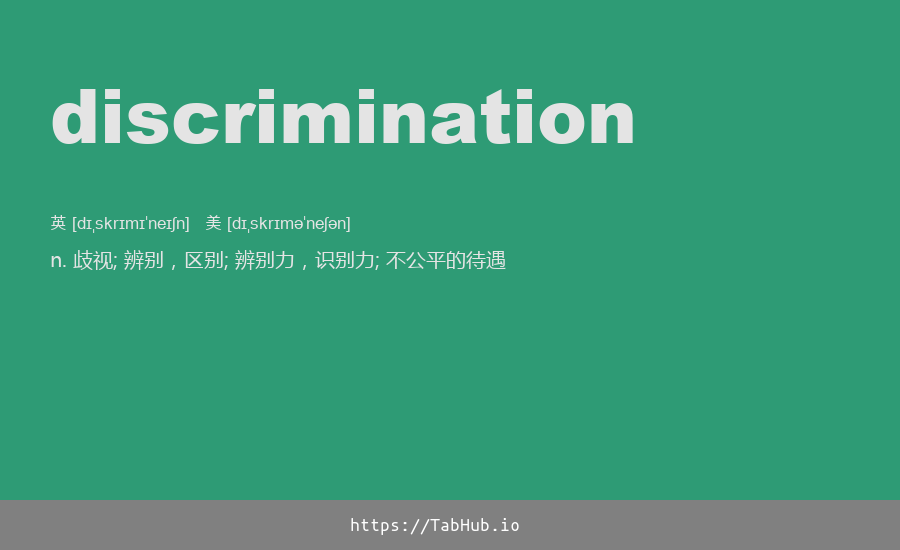 discrimination
英 [dɪˌskrɪmɪˈneɪʃn] 美 [dɪˌskrɪməˈneʃən]
n. 歧视; 辨别，区别; 辨别力，识别力; 不公平的待遇
https://TabHub.io